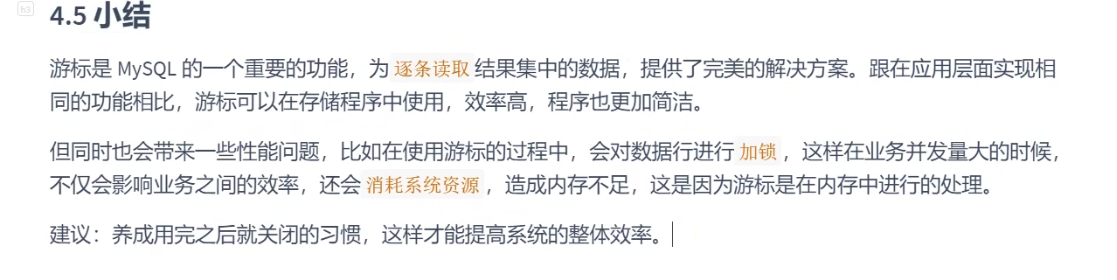 h3
4.5 小结
游标是 MySQL 的一个重要的功能，为 逐条读取 结果集中的数据，提供了完美的解决方案。跟在应用层面实现相
同的功能相比，游标可以在存储程序中使用，效率高，程序也更加简洁。
但同时也会带来一些性能问题，比如在使用游标的过程中，会对数据行进行 加锁 ，这样在业务并发量大的时候，
不仅会影响业务之间的效率，还会 消耗系统资源 ，造成内存不足，这是因为游标是在内存中进行的处理。
建议：养成用完之后就关闭的习惯，这样才能提高系统的整体效率。